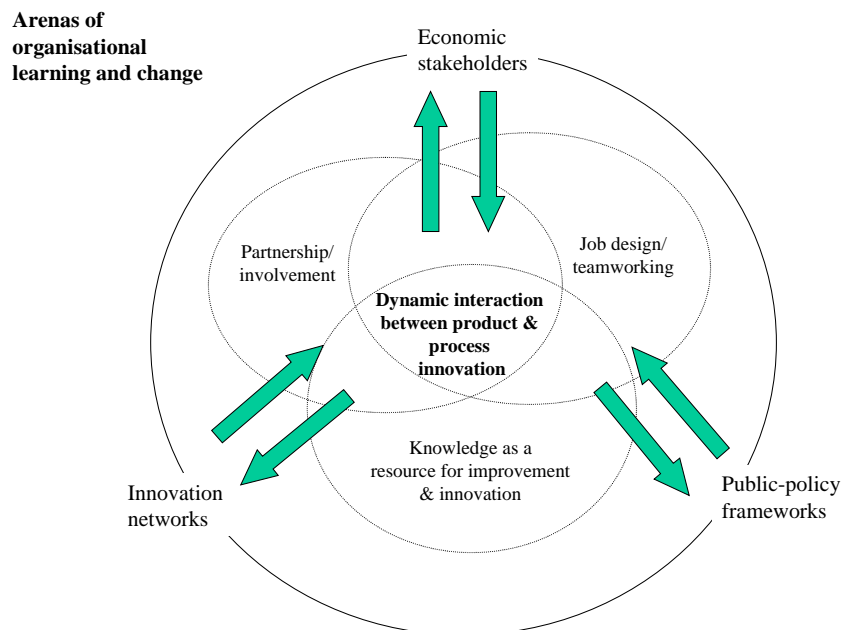 Arenas of
organisational
learning and change
Economic
stakeholders
Partnership/
involvement
Job design/
teamworking
Dynamic interaction
between product &
process
innovation
Knowledge as a
resource for improvement
& innovation
Innovation
networks
Public-policy
frameworks